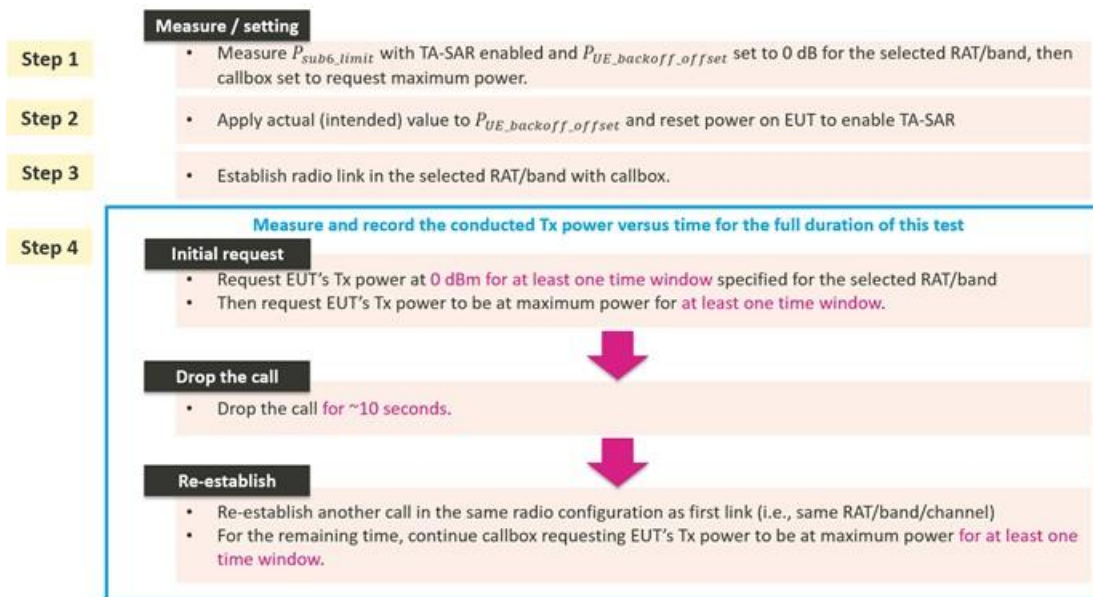 Measure / setting
Step 1
• Measure P_sub6_limit with TA-SAR enabled and P_UE_backoff_offset set to 0 dB for the selected RAT/band, then
callbox set to request maximum power.
Step 2
• Apply actual (intended) value to P_UE_backoff_offset and reset power on EUT to enable TA-SAR
Step 3
• Establish radio link in the selected RAT/band with callbox.
Measure and record the conducted Tx power versus time for the full duration of this test
Step 4
Initial request
• Request EUT's Tx power at 0 dBm for at least one time window specified for the selected RAT/band
• Then request EUT's Tx power to be at maximum power for at least one time window.
Drop the call
• Drop the call for ~10 seconds.
Re-establish
• Re-establish another call in the same radio configuration as first link (i.e., same RAT/band/channel)
• For the remaining time, continue callbox requesting EUT's Tx power to be at maximum power for at least one
time window.